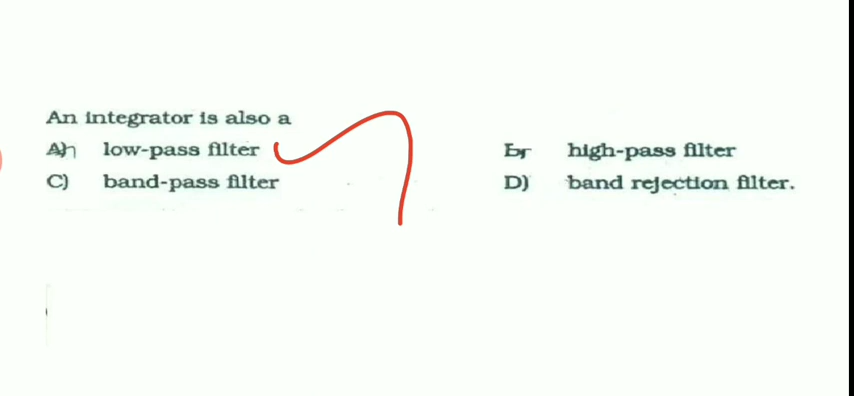 An integrator is also a
A) low-pass filter high-pass filter
C) band-pass filter D) band rejection filter.